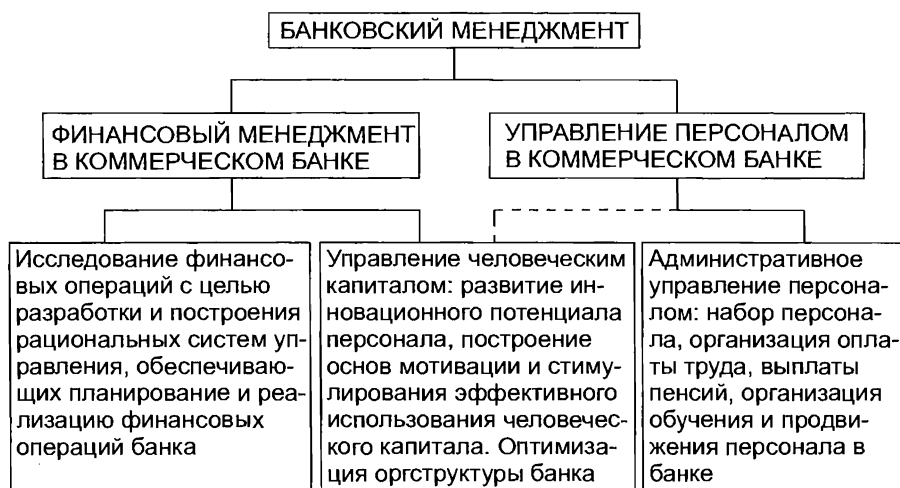 БАНКОВСКИЙ МЕНЕДЖМЕНТ
ФИНАНСОВЫЙ МЕНЕДЖМЕНТ
В КОММЕРЧЕСКОМ БАНКЕ
УПРАВЛЕНИЕ ПЕРСОНАЛОМ
В КОММЕРЧЕСКОМ БАНКЕ
Исследование финансо-
вых операций с целью
разработки и построения
рациональных систем уп-
равления, обеспечиваю-
щих планирование и реа-
лизацию финансовых
операций банка
Управление человеческим
капиталом: развитие ин-
новационного потенциала
персонала, построение
основ мотивации и стиму-
лирования эффективного
использования человечес-
кого капитала. Оптимиза-
ция оргструктуры банка
Административное
управление персона-
лом: набор персона-
ла, организация опла-
ты труда, выплаты
пенсий, организация
обучения и продви-
жения персонала в
банке